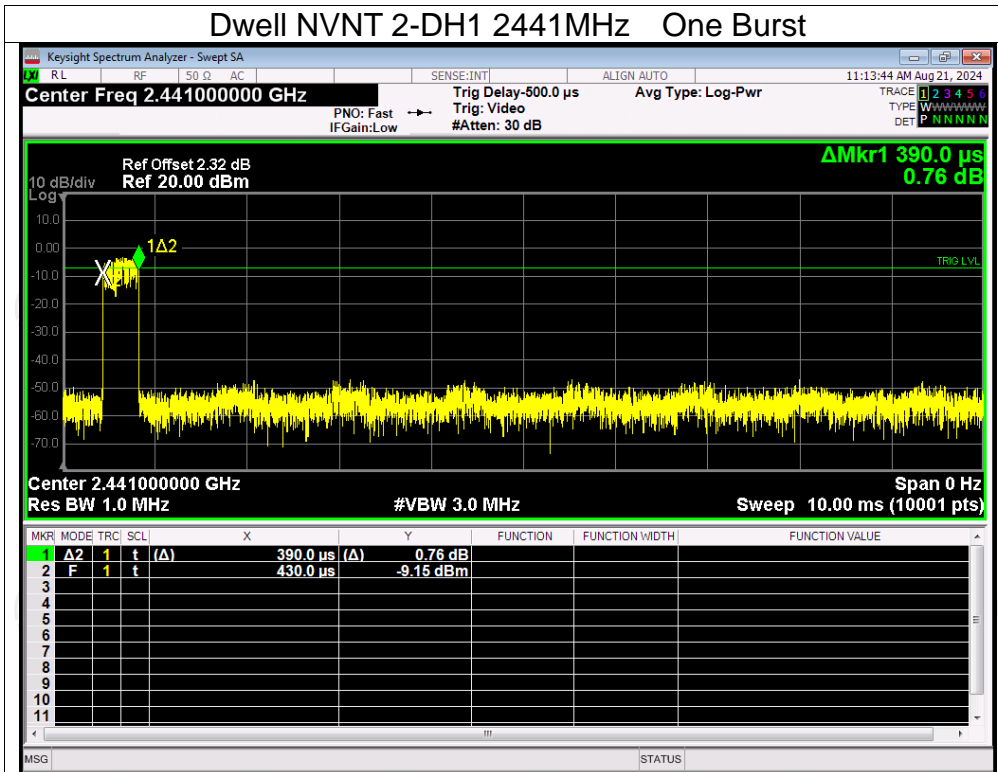 Dwell NVNT 2-DH1 2441MHz One Burst
Keysight Spectrum Analyzer - Swept SA
LXI RL RF 50 Ω AC SENSE:INT ALIGN AUTO 11:13:44 AM Aug 21, 2024
Center Freq 2.441000000 GHz
PNO: Fast
IFGain:Low
Trig Delay-500.0 µs
Trig: Video
#Atten: 30 dB
Avg Type: Log-Pwr
TRACE 1 2 3 4 5 6
TYPE W
DET P N N N N N
ΔMkr1 390.0 µs
0.76 dB
Ref Offset 2.32 dB
10 dB/div Ref 20.00 dBm
Log
10.0
0.00
-10.0
-20.0
-30.0
-40.0
-50.0
-60.0
-70.0
1Δ2
TRIG LVL
Center 2.441000000 GHz Span 0 Hz
Res BW 1.0 MHz #VBW 3.0 MHz Sweep 10.00 ms (10001 pts)
MKR MODE TRC SCL X Y FUNCTION FUNCTION WIDTH FUNCTION VALUE
1 Δ2 1 t (Δ) 390.0 µs (Δ) 0.76 dB
2 F 1 t 430.0 µs -9.15 dBm
3
4
5
6
7
8
9
10
11
MSG STATUS